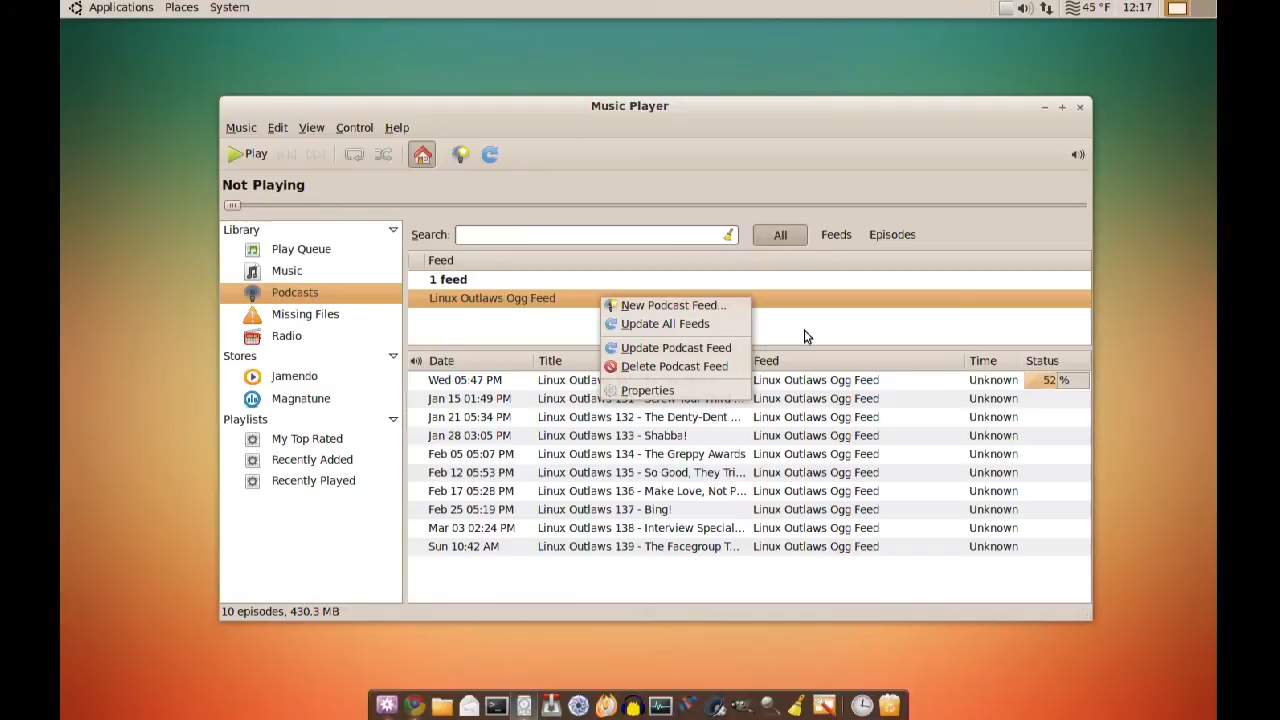 Applications Places System 45 °F 12:17
Music Player
Music Edit View Control Help
Play
Not Playing
Library
Play Queue
Music
Podcasts
Missing Files
Radio
Stores
Jamendo
Magnatune
Playlists
My Top Rated
Recently Added
Recently Played
Search: All Feeds Episodes
Feed
1 feed
Linux Outlaws Ogg Feed
New Podcast Feed...
Update All Feeds
Update Podcast Feed
Delete Podcast Feed
Properties
Date Title Feed Time Status
Wed 05:47 PM Linux Outlaws Ogg Feed Unknown 52 %
Jan 15 01:49 PM Linux Outlaws Ogg Feed Unknown
Jan 21 05:34 PM Linux Outlaws 132 - The Denty-Dent ... Linux Outlaws Ogg Feed Unknown
Jan 28 03:05 PM Linux Outlaws 133 - Shabba! Linux Outlaws Ogg Feed Unknown
Feb 05 05:07 PM Linux Outlaws 134 - The Greppy Awards Linux Outlaws Ogg Feed Unknown
Feb 12 05:53 PM Linux Outlaws 135 - So Good, They Tri... Linux Outlaws Ogg Feed Unknown
Feb 17 05:28 PM Linux Outlaws 136 - Make Love, Not P... Linux Outlaws Ogg Feed Unknown
Feb 25 05:19 PM Linux Outlaws 137 - Bing! Linux Outlaws Ogg Feed Unknown
Mar 03 02:24 PM Linux Outlaws 138 - Interview Special... Linux Outlaws Ogg Feed Unknown
Sun 10:42 AM Linux Outlaws 139 - The Facegroup T... Linux Outlaws Ogg Feed Unknown
10 episodes, 430.3 MB